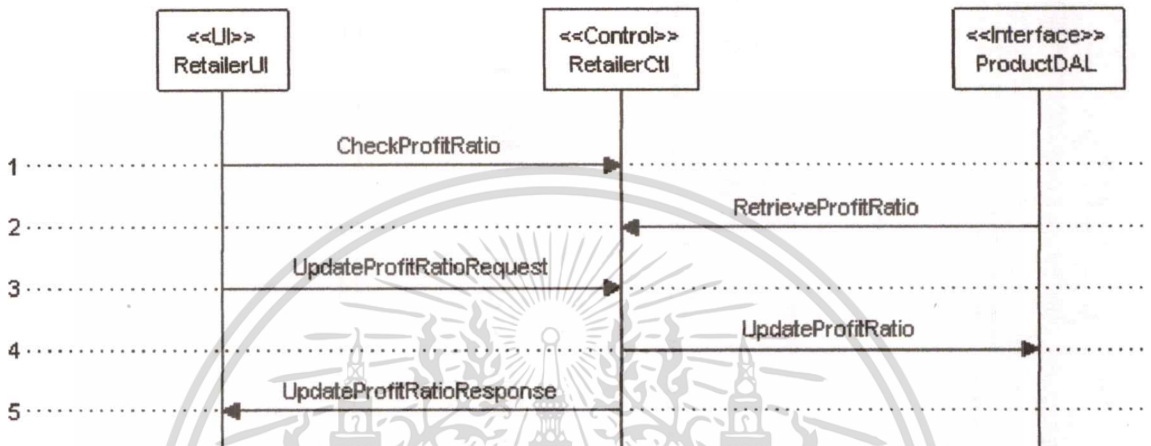 <<UI>>
RetailerUI
<<Control>>
RetailerCtl
<<Interface>>
ProductDAL
CheckProfitRatio
1
RetrieveProfitRatio
2
UpdateProfitRatioRequest
3
UpdateProfitRatio
4
UpdateProfitRatioResponse
5